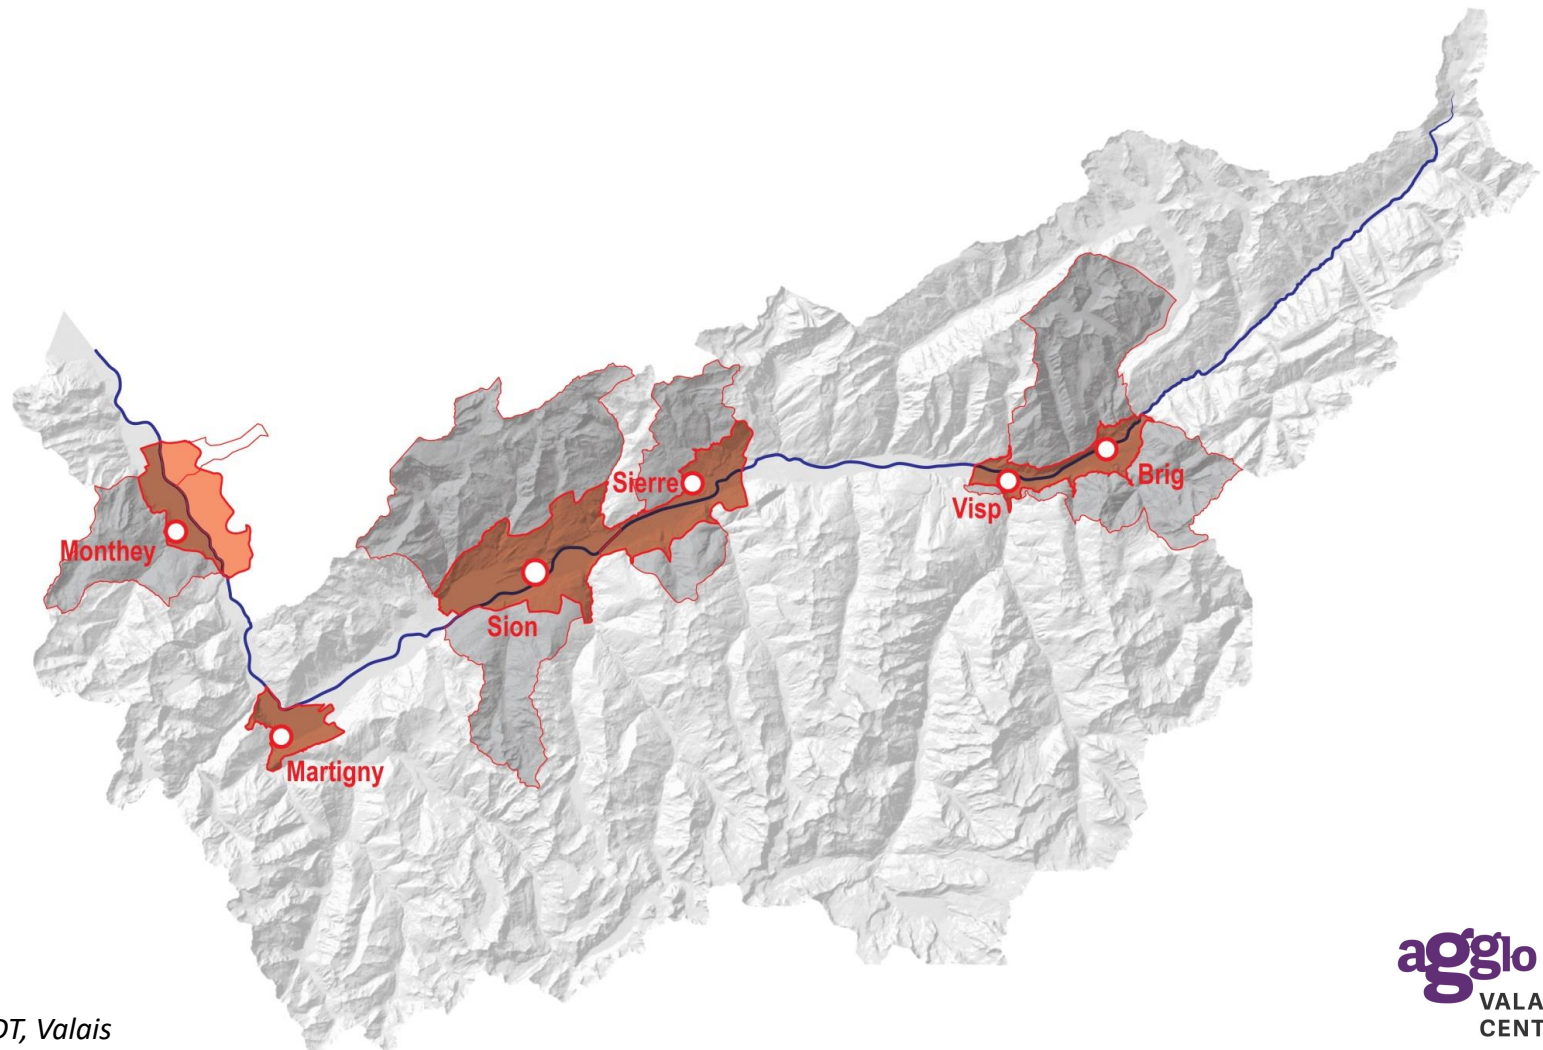 Sierre
Brig
Visp
Monthey
Sion
Martigny
agglo
VALA
CENT
DT, Valais